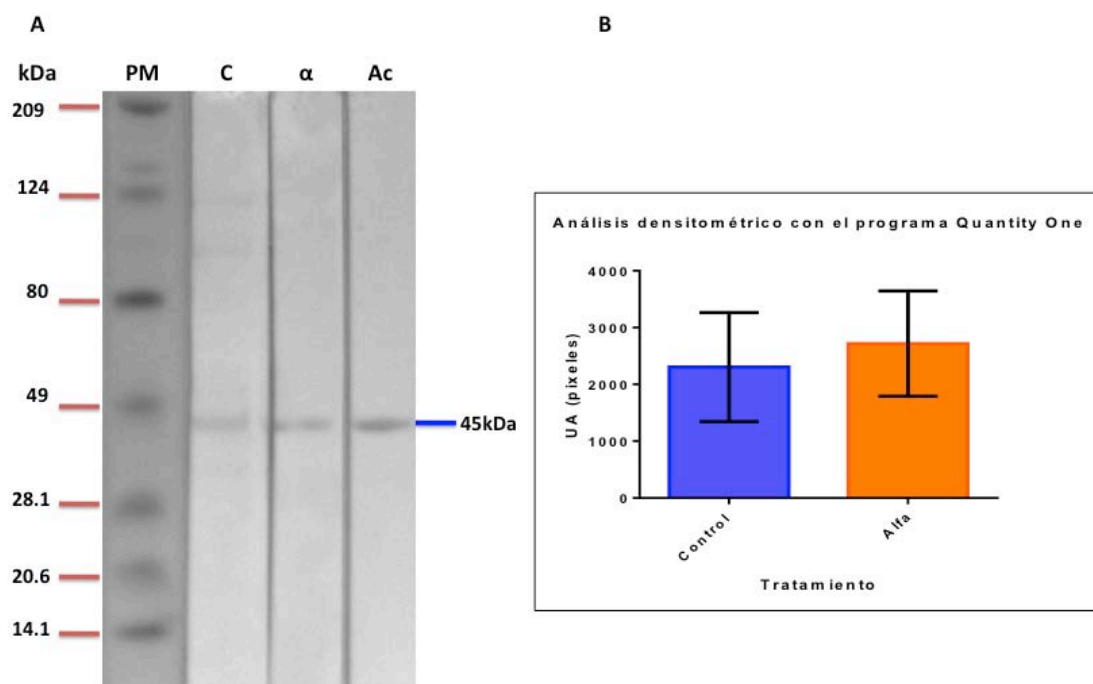 A
B
kDa PM C α Ac
209
124
80
49
28.1
20.6
14.1
45kDa
Análisis densitométrico con el programa Quantity One
4000
3000
2000
1000
0
UA (pixeles)
Control
Alfa
Tratamiento